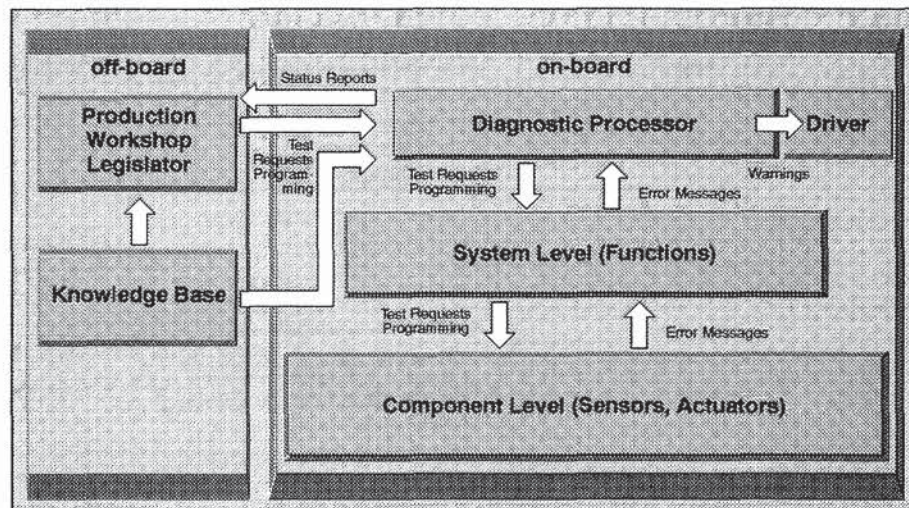 off-board
on-board
Status Reports
Production
Workshop
Legislator
Diagnostic Processor
Driver
Test
Requests
Program-
ming
Test Requests
Programming
Error Messages
Warnings
System Level (Functions)
Knowledge Base
Test Requests
Programming
Error Messages
Component Level (Sensors, Actuators)